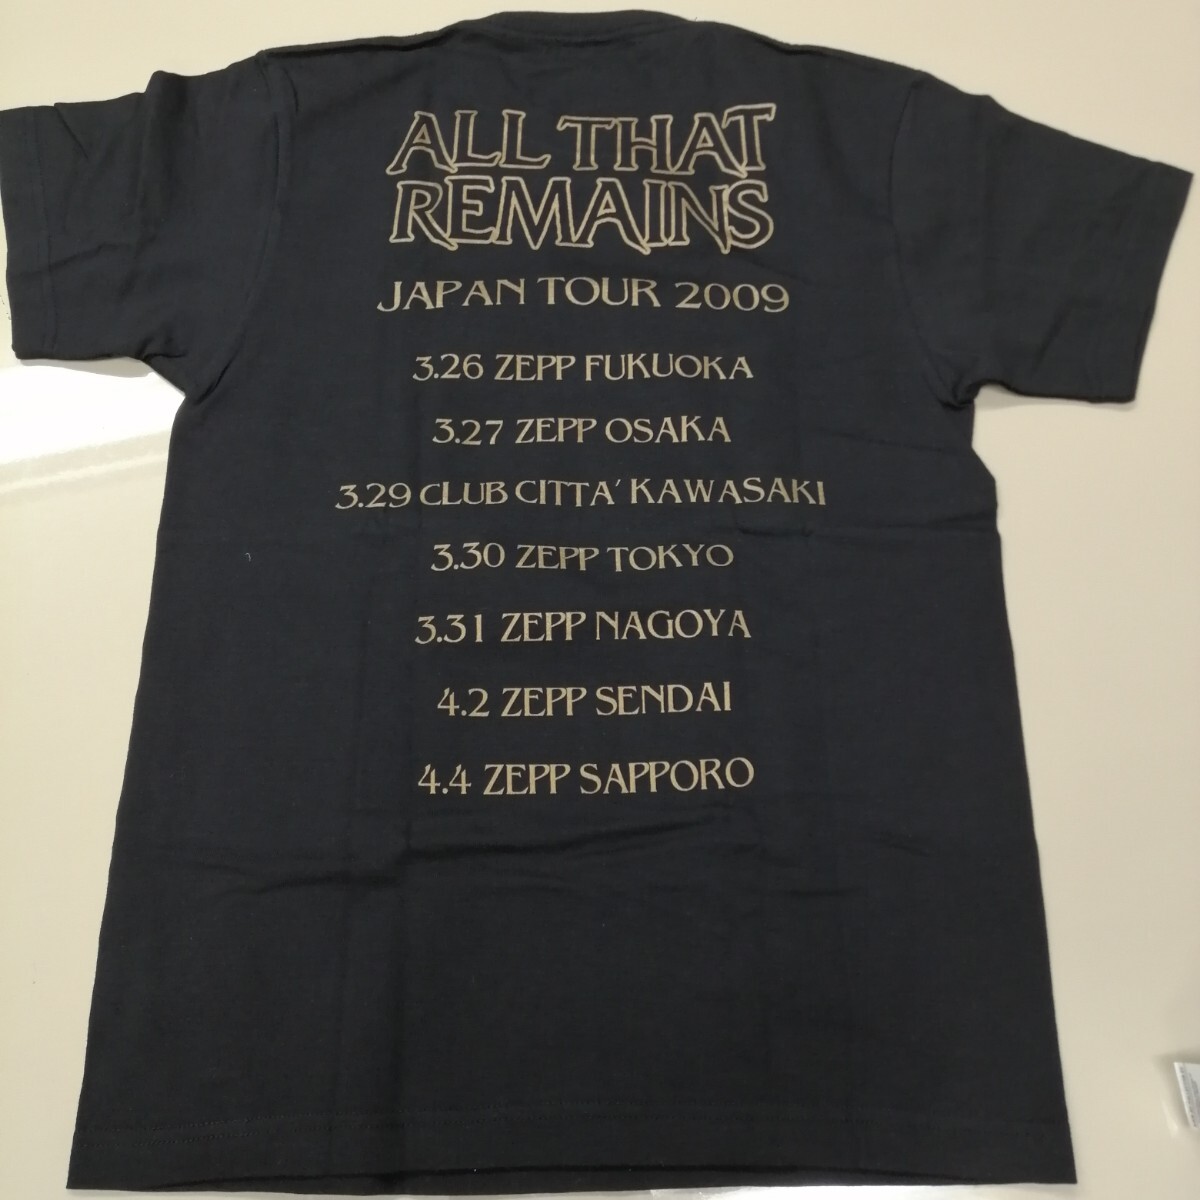 ALL THAT
REMAINS
JAPAN TOUR 2009
3.26 ZEPP FUKUOKA
3.27 ZEPP OSAKA
3.29 CLUB CITTA' KAWASAKI
3.30 ZEPP TOKYO
3.31 ZEPP NAGOYA
4.2 ZEPP SENDAI
4.4 ZEPP SAPPORO